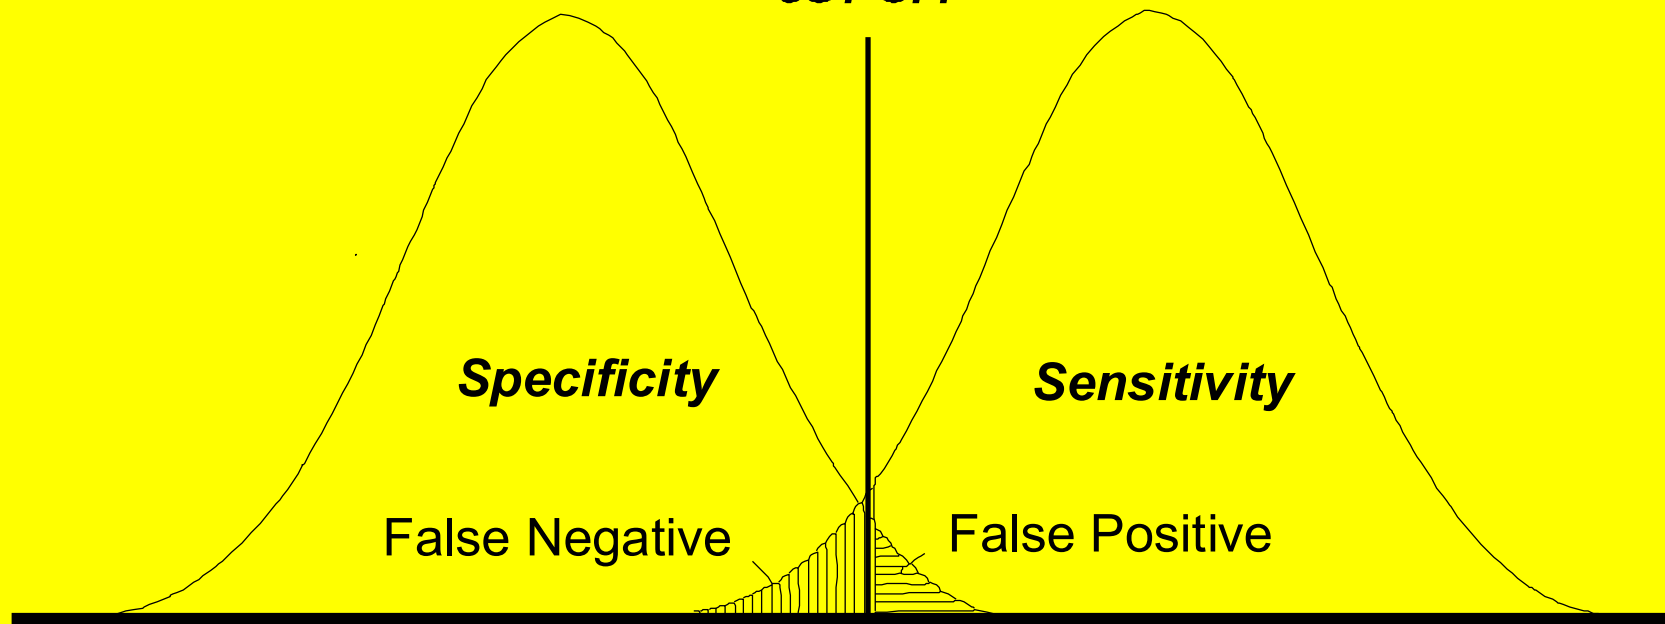 Specificity
Sensitivity
False Negative
False Positive